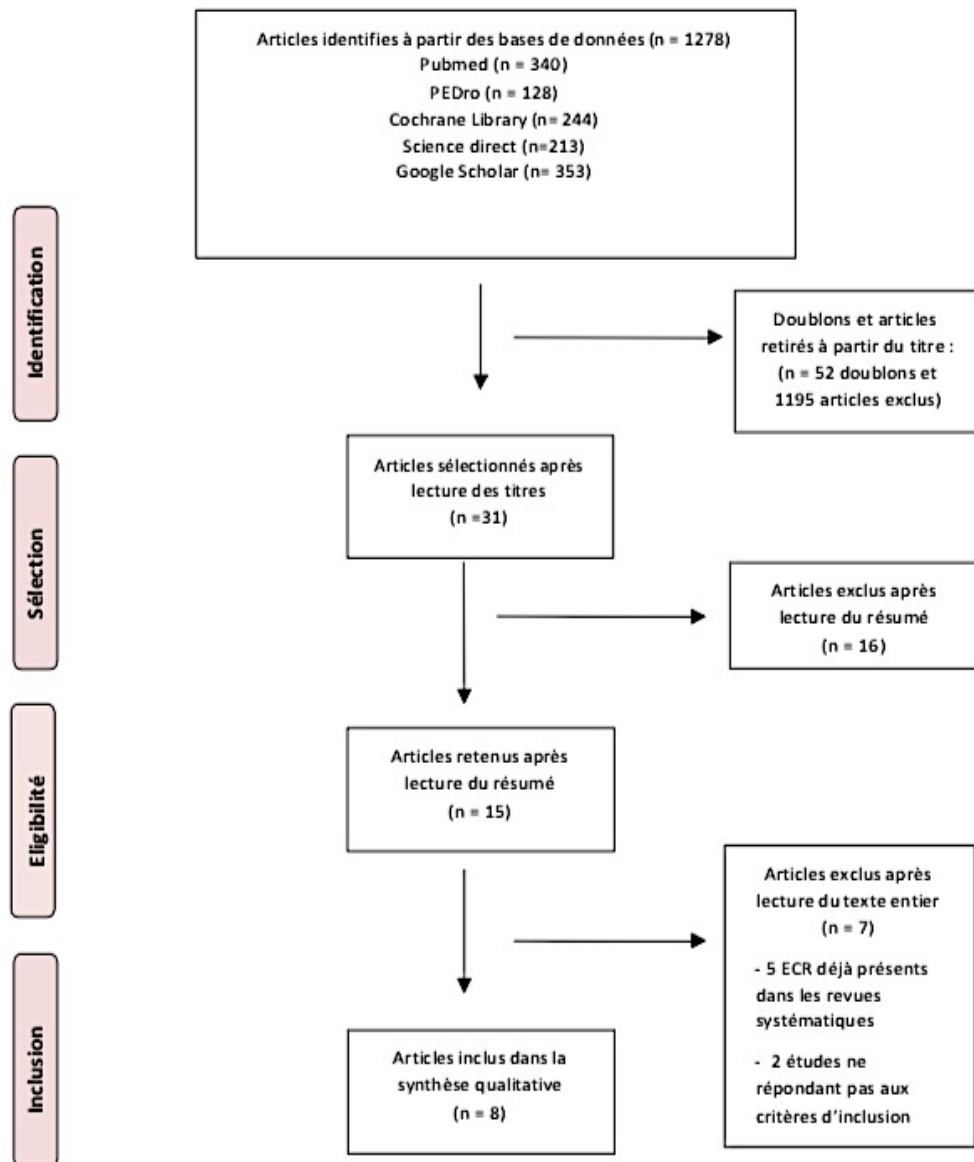 Articles identifies à partir des bases de données (n = 1278)
Pubmed (n = 340)
PEDro (n = 128)
Cochrane Library (n= 244)
Science direct (n=213)
Google Scholar (n= 353)
Identification
Doublons et articles
retirés à partir du titre :
(n = 52 doublons et
1195 articles exclus)
Sélection
Articles sélectionnés après
lecture des titres
(n =31)
Articles exclus après
lecture du résumé
(n = 16)
Eligibilité
Articles retenus après
lecture du résumé
(n = 15)
Articles exclus après
lecture du texte entier
(n = 7)
- 5 ECR déjà présents
dans les revues
systématiques
- 2 études ne
répondant pas aux
critères d'inclusion
Inclusion
Articles inclus dans la
synthèse qualitative
(n = 8)